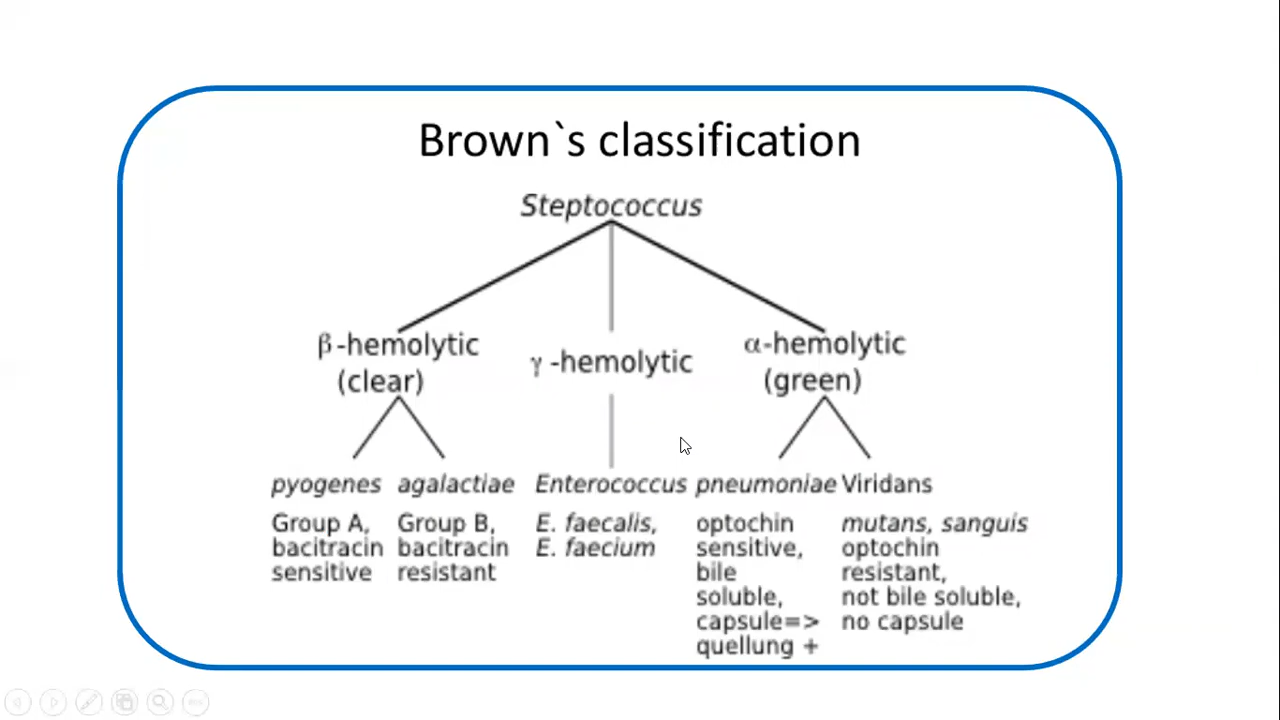 Brown`s classification
Steptococcus
β-hemolytic
(clear)
γ -hemolytic
α-hemolytic
(green)
pyogenes
Group A,
bacitracin
sensitive
agalactiae
Group B,
bacitracin
resistant
Enterococcus
E. faecalis,
E. faecium
pneumoniae
optochin
sensitive,
bile
soluble,
capsule=>
quellung +
Viridans
mutans, sanguis
optochin
resistant,
not bile soluble,
no capsule